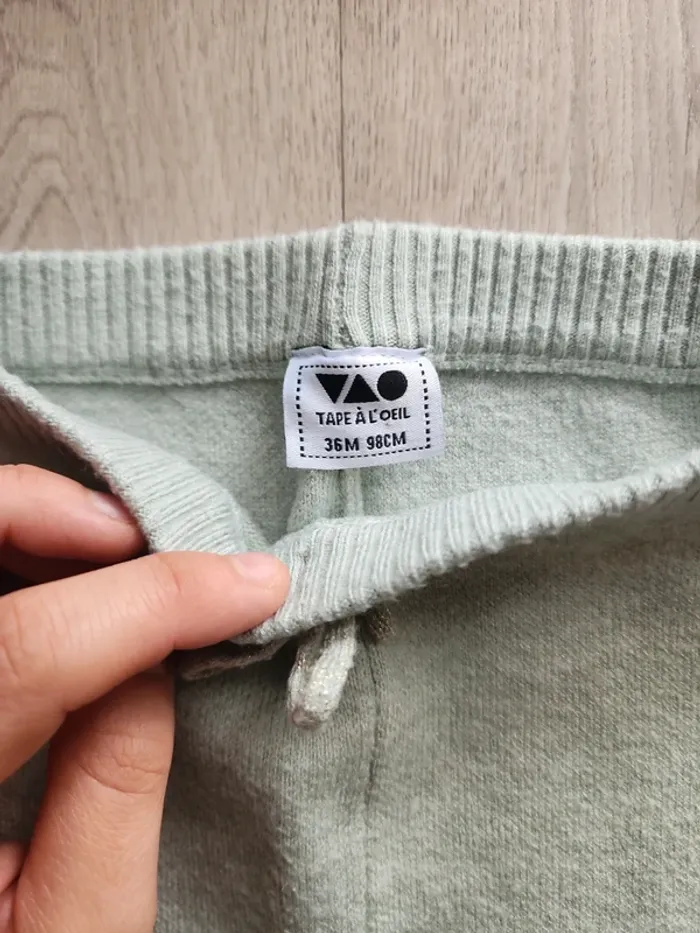 TAPE À L'OEIL
36M 98CM